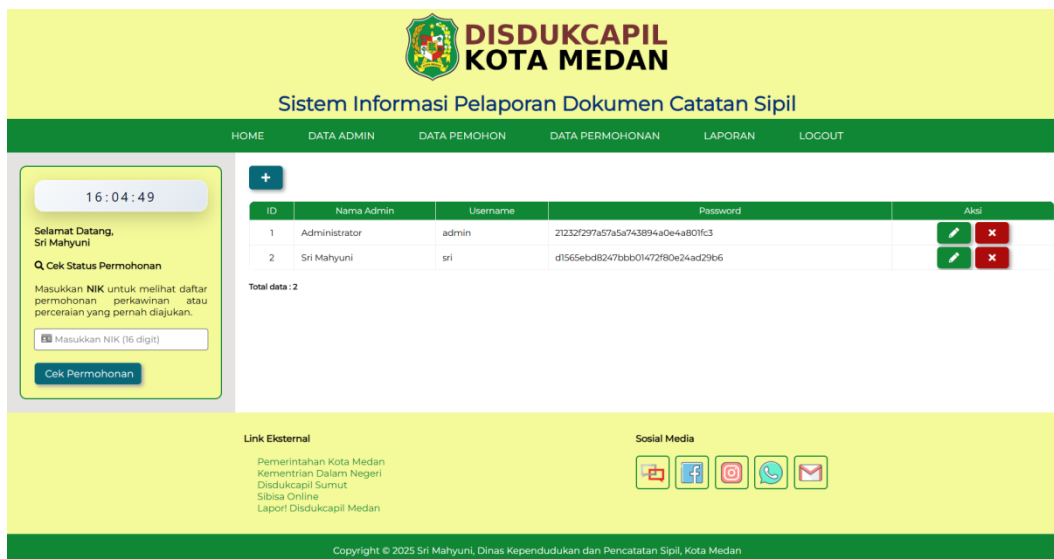 DISDUKCAPIL
KOTA MEDAN
Sistem Informasi Pelaporan Dokumen Catatan Sipil
HOME DATA ADMIN DATA PEMOHON DATA PERMOHONAN LAPORAN LOGOUT
16:04:49
Selamat Datang,
Sri Mahyuni
Cek Status Permohonan
Masukkan NIK untuk melihat daftar
permohonan perkawinan atau
perceraian yang pernah diajukan.
Masukkan NIK (16 digit)
Cek Permohonan
+
ID Nama Admin Username Password Aksi
1 Administrator admin 21232f297a57a5a743894a0e4a801fc3
2 Sri Mahyuni sri d1565ebd8247bbb01472f80e24ad29b6
Total data : 2
Link Eksternal
Pemerintahan Kota Medan
Kementrian Dalam Negeri
Disdukcapil Sumut
Sibisa Online
Lapor! Disdukcapil Medan
Sosial Media
Copyright © 2025 Sri Mahyuni, Dinas Kependudukan dan Pencatatan Sipil, Kota Medan